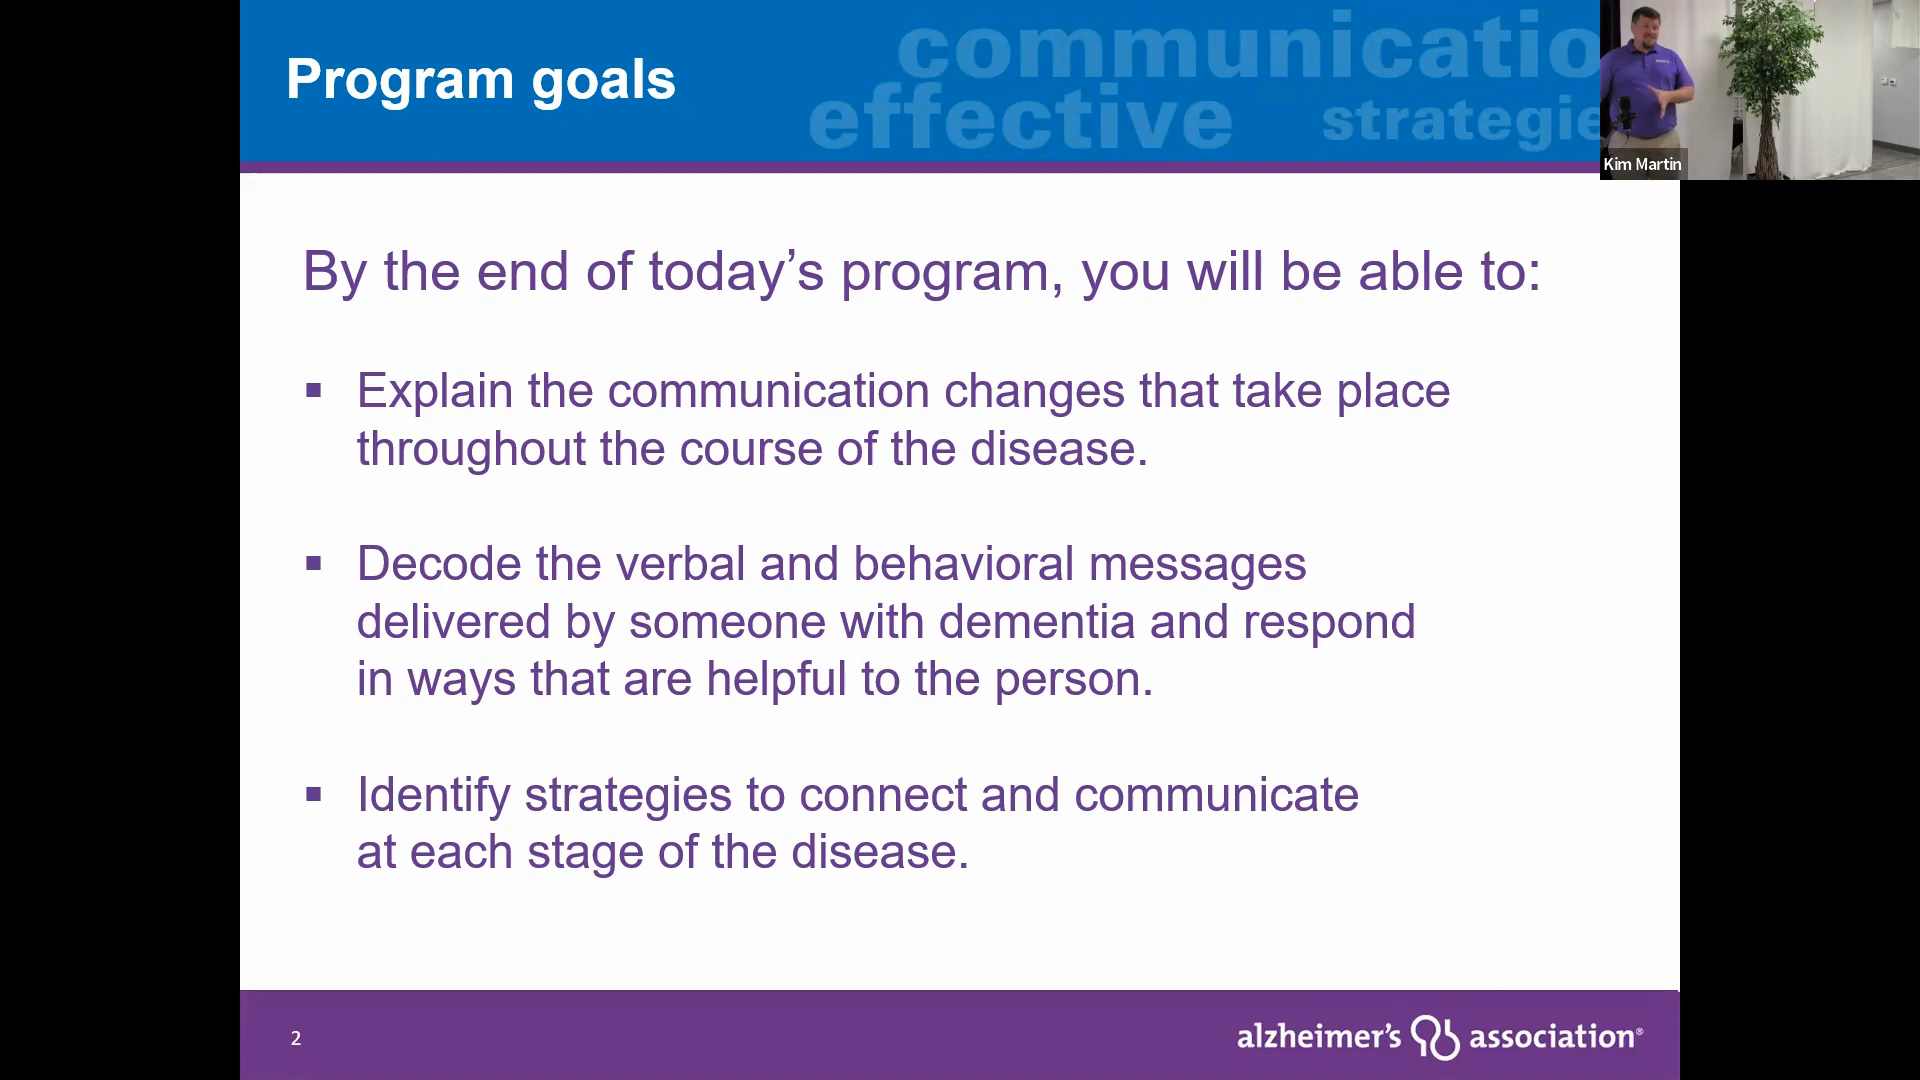 Program goals
communicatio
effective strategie
Kim Martin
By the end of today’s program, you will be able to:
▪ Explain the communication changes that take place
throughout the course of the disease.
▪ Decode the verbal and behavioral messages
delivered by someone with dementia and respond
in ways that are helpful to the person.
▪ Identify strategies to connect and communicate
at each stage of the disease.
2
alzheimer’s association®